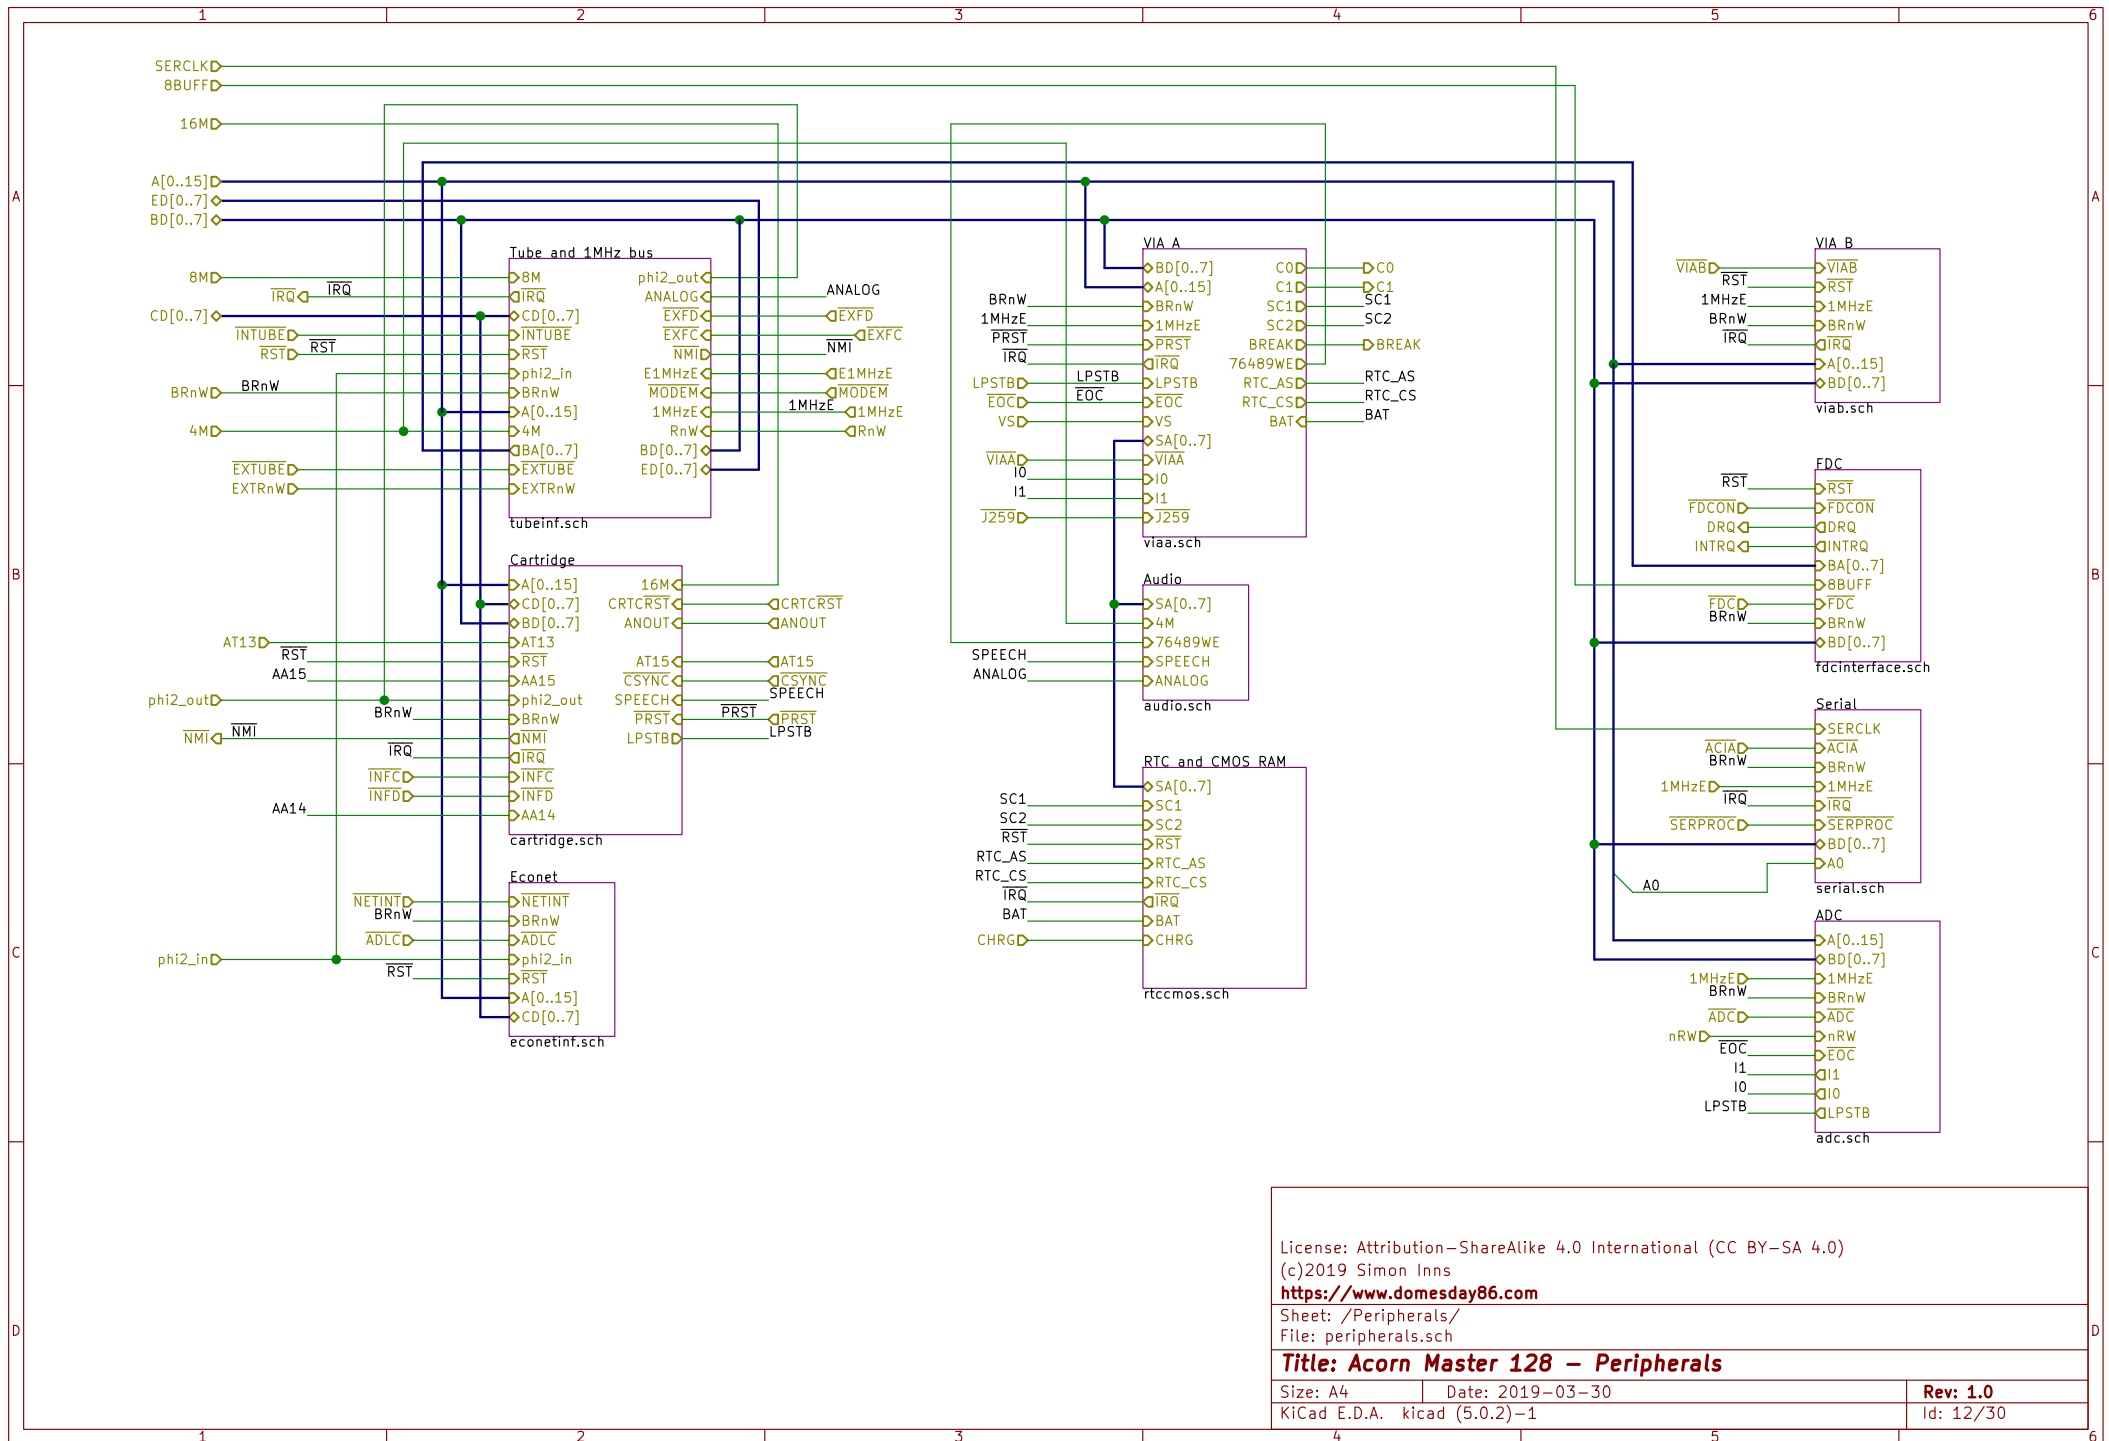 1 2 3 4 5 6
A
B
C
D
A
B
C
D
1 2 3 4 5 6
SERCLK
8BUFF
16M
A[0..15]
ED[0..7]
BD[0..7]
8M
IRQ
IRQ
CD[0..7]
INTUBE
RST
RST
BRnW
BRnW
4M
EXTUBE
EXTRnW
Tube and 1MHz bus
8M
IRQ
CD[0..7]
INTUBE
RST
phi2_in
BRnW
A[0..15]
4M
BA[0..7]
EXTUBE
EXTRnW
phi2_out
ANALOG
EXFD
EXFC
NMI
E1MHzE
MODEM
1MHzE
RnW
BD[0..7]
ED[0..7]
tubeinf.sch
ANALOG
EXFD
EXFC
NMI
E1MHzE
MODEM
1MHzE
1MHzE
RnW
AT13
RST
AA15
phi2_out
BRnW
NMI
NMI
IRQ
INFC
INFD
AA14
Cartridge
A[0..15]
CD[0..7]
BD[0..7]
AT13
RST
AA15
phi2_out
BRnW
NMI
IRQ
INFC
INFD
AA14
16M
CRTCRST
ANOUT
AT15
CSYNC
SPEECH
PRST
LPSTB
cartridge.sch
CRTCRST
ANOUT
AT15
CSYNC
SPEECH
PRST
PRST
LPSTB
NETINT
BRnW
ADLC
phi2_in
RST
Econet
NETINT
BRnW
ADLC
phi2_in
RST
A[0..15]
CD[0..7]
econetinf.sch
BRnW
1MHzE
PRST
IRQ
LPSTB
LPSTB
EOC
EOC
VS
VIAA
I0
I1
J259
VIA A
BD[0..7]
A[0..15]
BRnW
1MHzE
PRST
IRQ
LPSTB
EOC
VS
SA[0..7]
VIAA
I0
I1
J259
C0
C1
SC1
SC2
BREAK
76489WE
RTC_AS
RTC_CS
BAT
viaa.sch
C0
C1
SC1
SC2
BREAK
RTC_AS
RTC_CS
BAT
SPEECH
ANALOG
Audio
SA[0..7]
4M
76489WE
SPEECH
ANALOG
audio.sch
SC1
SC2
RST
RTC_AS
RTC_CS
IRQ
BAT
CHRG
RTC and CMOS RAM
SA[0..7]
SC1
SC2
RST
RTC_AS
RTC_CS
IRQ
BAT
CHRG
rtccmos.sch
VIAB
RST
1MHzE
BRnW
IRQ
VIA B
VIAB
RST
1MHzE
BRnW
IRQ
A[0..15]
BD[0..7]
viab.sch
RST
FDCON
DRQ
INTRQ
FDC
BRnW
FDC
RST
FDCON
DRQ
INTRQ
BA[0..7]
8BUFF
FDC
BRnW
BD[0..7]
fdcinterface.sch
ACIA
BRnW
1MHzE
IRQ
SERPROC
A0
Serial
SERCLK
ACIA
BRnW
1MHzE
IRQ
SERPROC
BD[0..7]
A0
serial.sch
1MHzE
BRnW
ADC
nRW
EOC
I1
I0
LPSTB
ADC
A[0..15]
BD[0..7]
1MHzE
BRnW
ADC
nRW
EOC
I1
I0
LPSTB
adc.sch
License: Attribution-ShareAlike 4.0 International (CC BY-SA 4.0)
(c)2019 Simon Inns
https://www.domesday86.com
Sheet: /Peripherals/
File: peripherals.sch
Title: Acorn Master 128 - Peripherals
Size: A4 Date: 2019-03-30 Rev: 1.0
KiCad E.D.A. kicad (5.0.2)-1 Id: 12/30